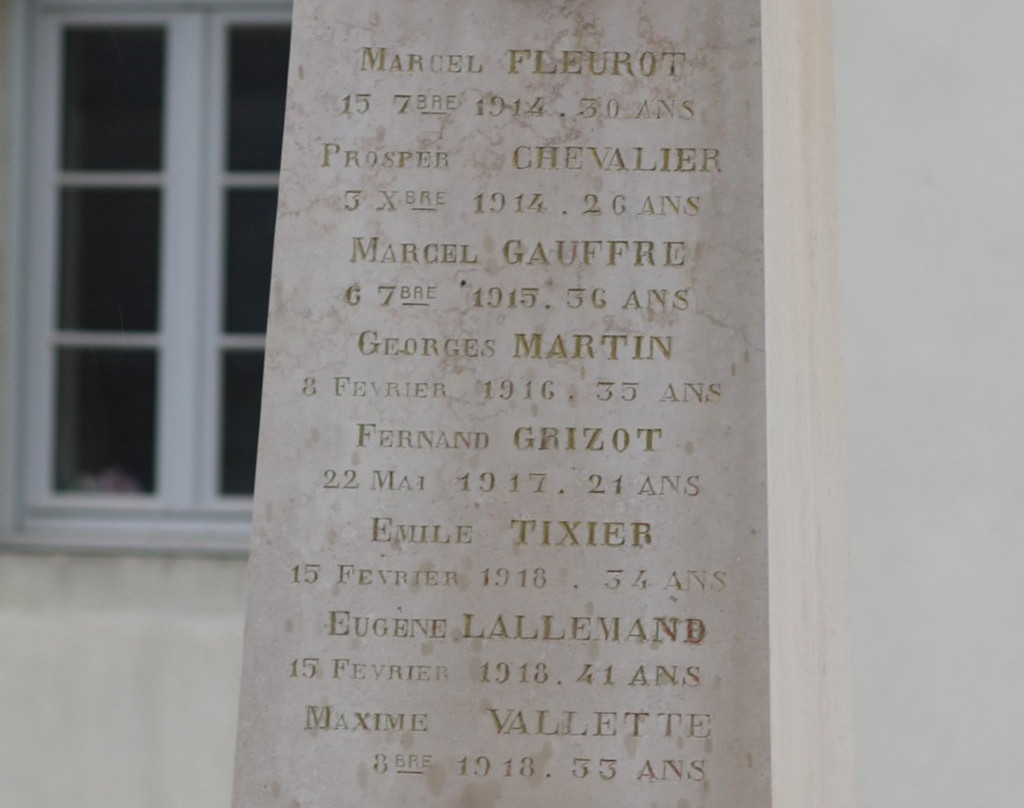 MARCEL FLEUROT
15 7BRE 1914. 30 ANS
PROSPER CHEVALIER
3 XBRE 1914. 26 ANS
MARCEL GAUFFRE
6 7BRE 1915. 36 ANS
GEORGES MARTIN
8 FEVRIER 1916. 35 ANS
FERNAND GRIZOT
22 MAI 1917. 21 ANS
EMILE TIXIER
15 FEVRIER 1918. 34 ANS
EUGÈNE LALLEMAND
15 FEVRIER 1918. 41 ANS
MAXIME VALLETTE
8BRE 1918. 33 ANS